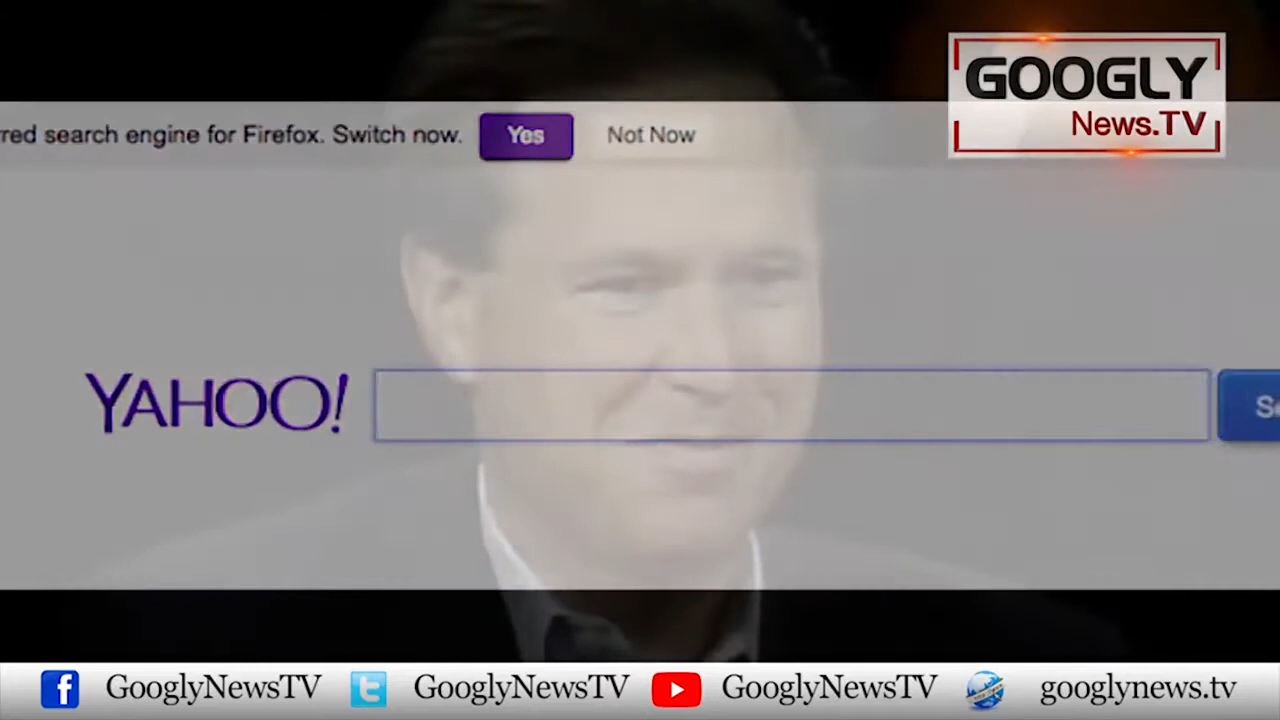 GOOGLY
News.TV
red search engine for Firefox. Switch now. Yes Not Now
YAHOO!
GooglyNewsTV GooglyNewsTV GooglyNewsTV googlynews.tv